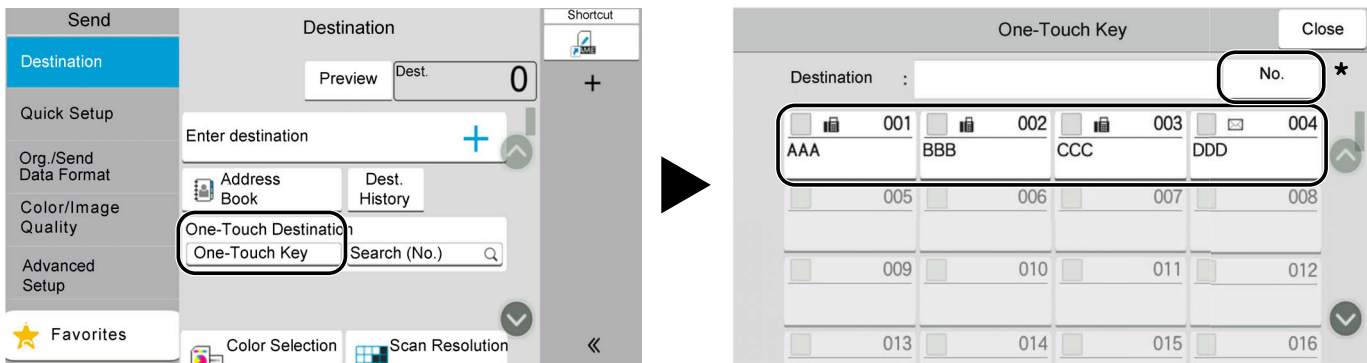 Send
Destination
Shortcut
Destination
Preview
Dest.
0
+
Quick Setup
Enter destination
Org./Send
Data Format
Address
Book
Dest.
History
Color/Image
Quality
One-Touch Destination
One-Touch Key
Search (No.)
Advanced
Setup
Favorites
Color Selection
Scan Resolution
«
One-Touch Key
Close
Destination :
No.
*
001
002
003
004
AAA
BBB
CCC
DDD
005
006
007
008
009
010
011
012
013
014
015
016